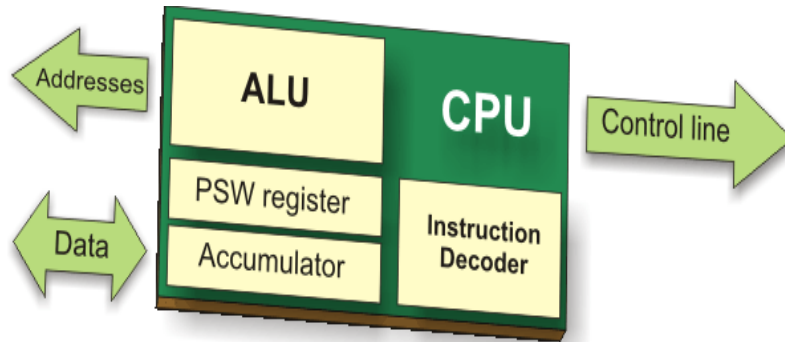 Addresses
ALU
CPU
Control line
PSW register
Data
Accumulator
Instruction
Decoder